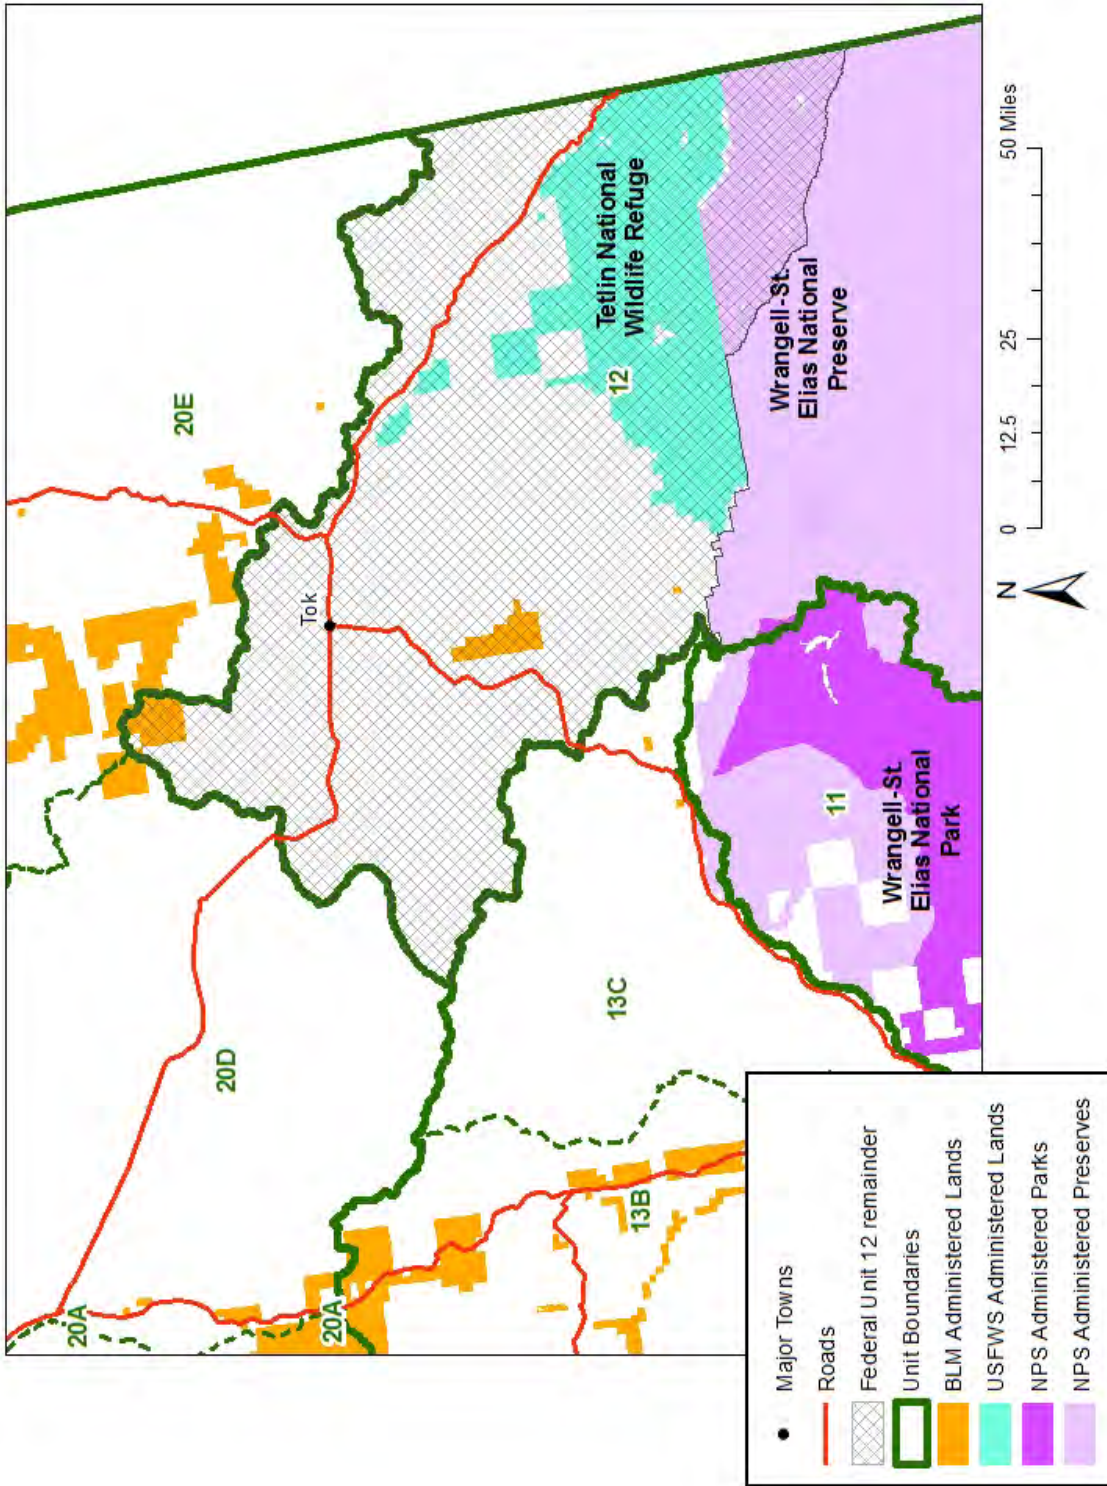 20E
Tok
20D
20A
20A
13B
13C
12
Tetlin National
Wildlife Refuge
Wrangell-St.
Elias National
Preserve
11
Wrangell-St.
Elias National
Park
N
0 12.5 25 50 Miles
Major Towns
Roads
Federal Unit 12 remainder
Unit Boundaries
BLM Administered Lands
USFWS Administered Lands
NPS Administered Parks
NPS Administered Preserves